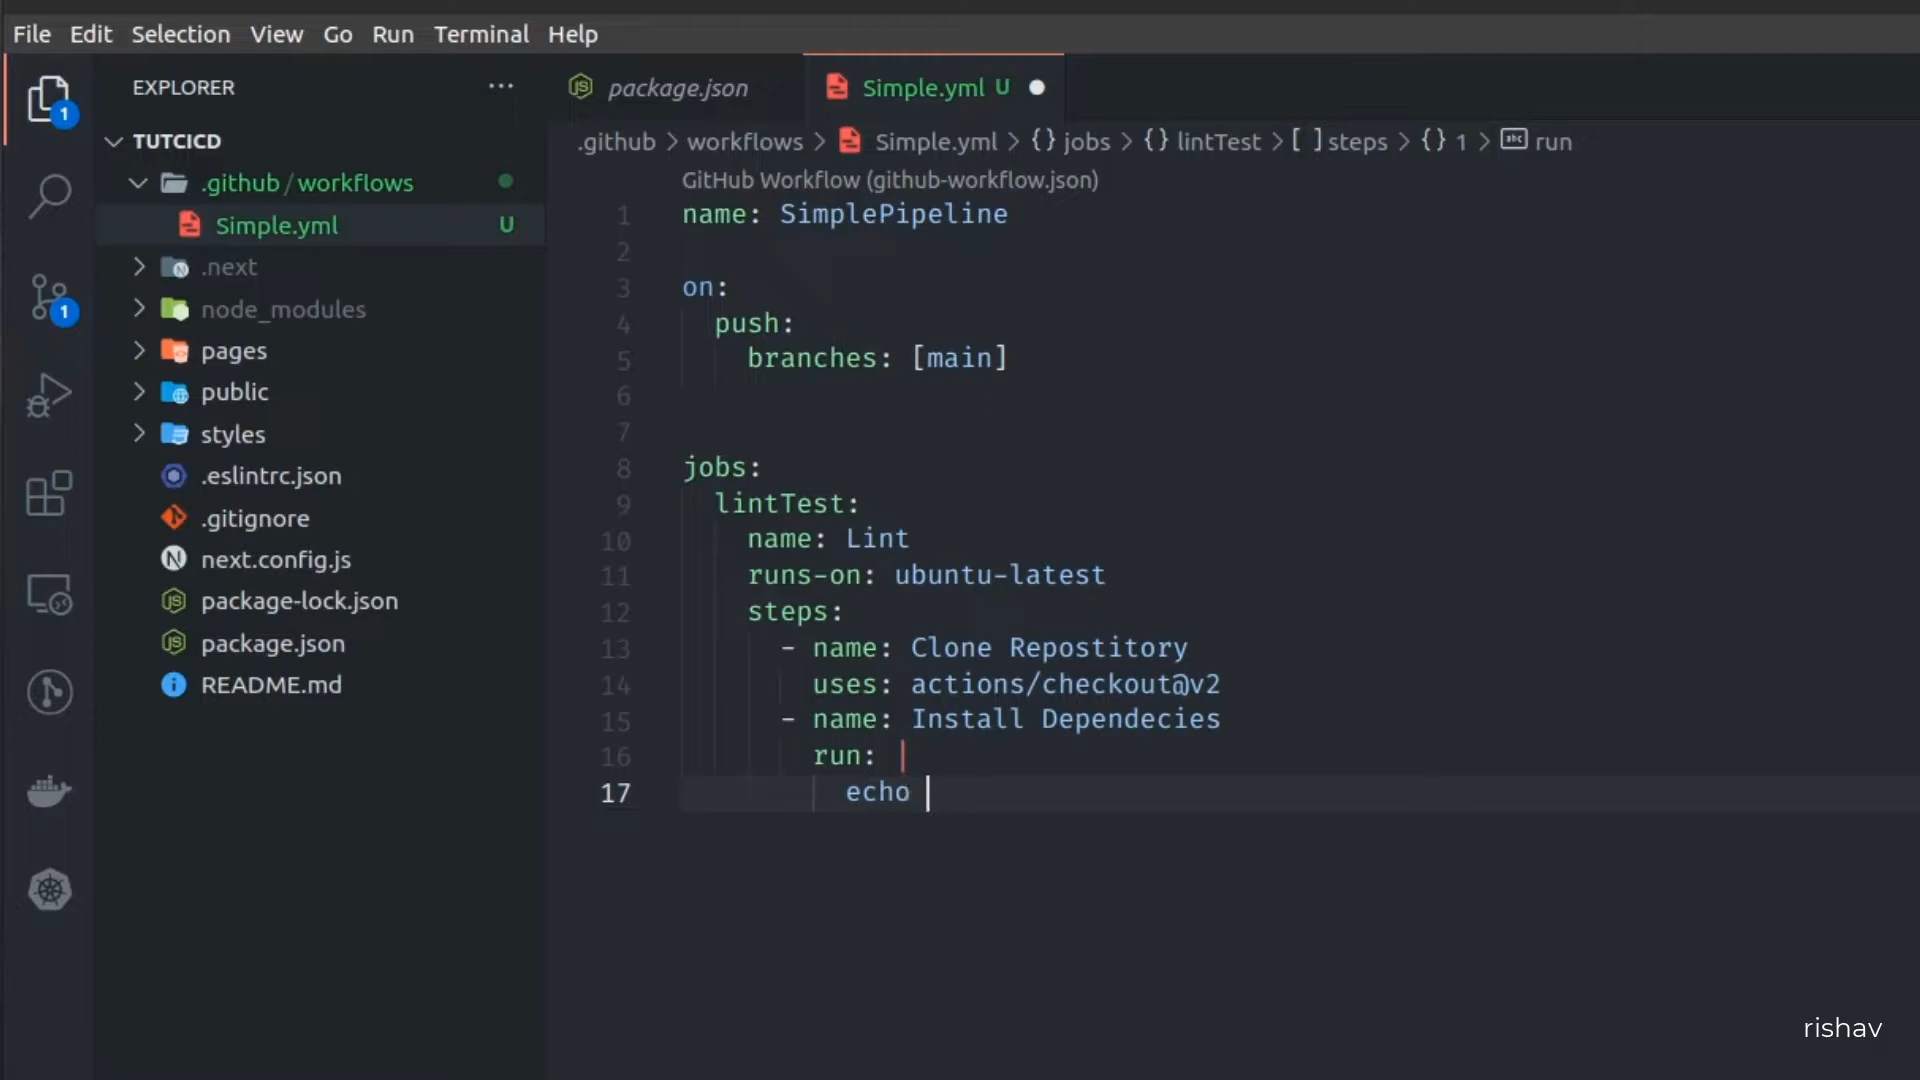 File Edit Selection View Go Run Terminal Help
EXPLORER ...
TUTCICD
.github/workflows
Simple.yml U
.next
node_modules
pages
public
styles
.eslintrc.json
.gitignore
next.config.js
package-lock.json
package.json
README.md
1
1
package.json
Simple.yml U
.github > workflows > Simple.yml > {} jobs > {} lintTest > [ ] steps > {} 1 > abc run
GitHub Workflow (github-workflow.json)
1 name: SimplePipeline
2
3 on:
4 push:
5 branches: [main]
6
7
8 jobs:
9 lintTest:
10 name: Lint
11 runs-on: ubuntu-latest
12 steps:
13 - name: Clone Repostitory
14 uses: actions/checkout@v2
15 - name: Install Dependecies
16 run: |
17 echo
rishav